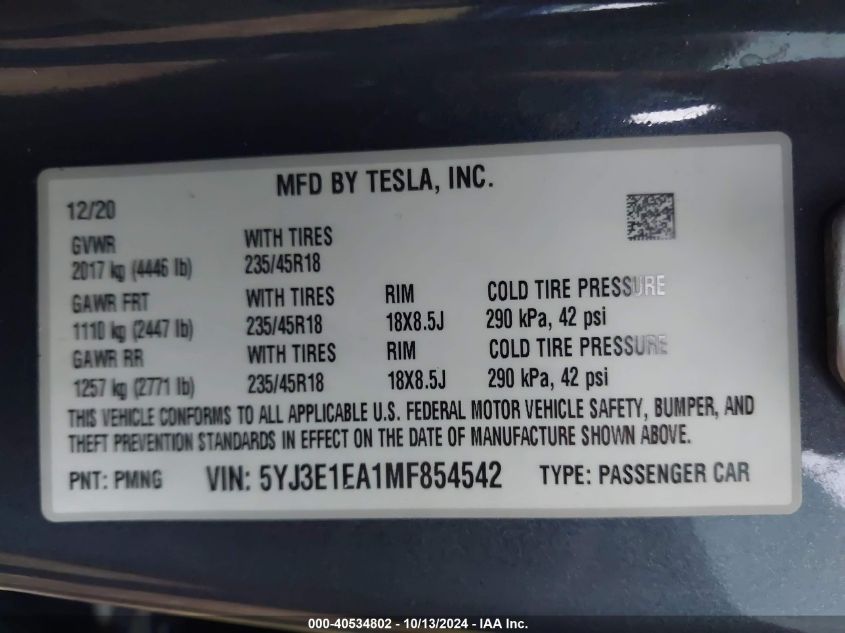 MFD BY TESLA, INC.
12/20
GVWR WITH TIRES
2017 kg (4446 lb) 235/45R18
GAWR FRT WITH TIRES RIM COLD TIRE PRESSURE
1110 kg (2447 lb) 235/45R18 18X8.5J 290 kPa, 42 psi
GAWR RR WITH TIRES RIM COLD TIRE PRESSURE
1257 kg (2771 lb) 235/45R18 18X8.5J 290 kPa, 42 psi
THIS VEHICLE CONFORMS TO ALL APPLICABLE U.S. FEDERAL MOTOR VEHICLE SAFETY, BUMPER, AND
THEFT PREVENTION STANDARDS IN EFFECT ON THE DATE OF MANUFACTURE SHOWN ABOVE.
PNT: PMNG VIN: 5YJ3E1EA1MF854542 TYPE: PASSENGER CAR
000-40534802 - 10/13/2024 - IAA Inc.